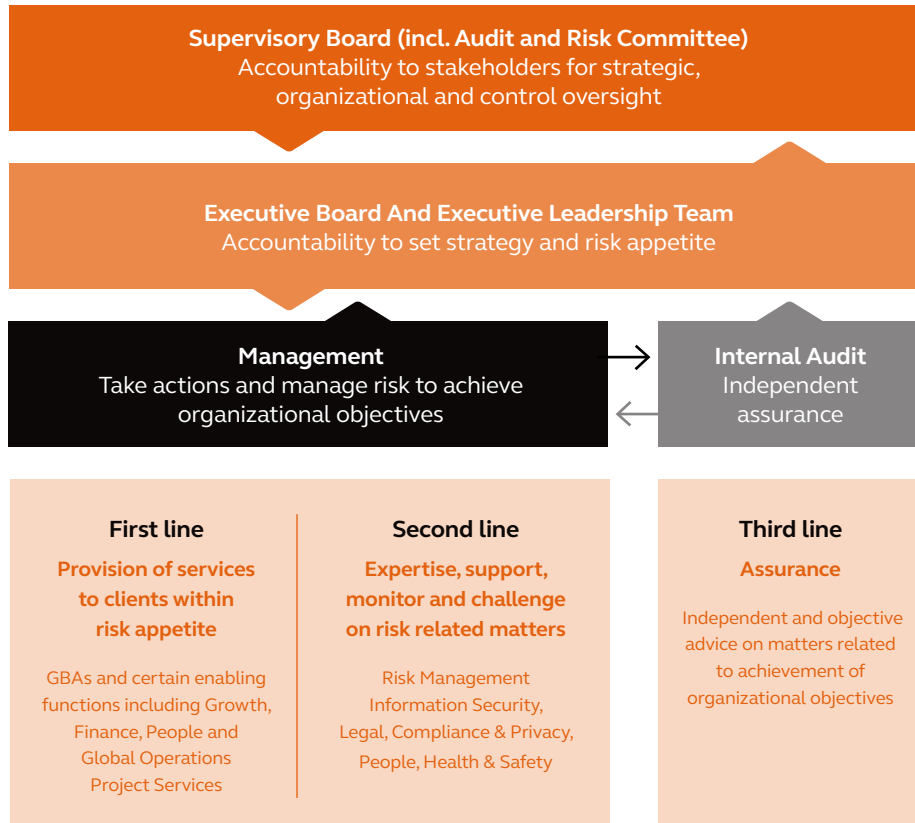 Supervisory Board (incl. Audit and Risk Committee)
Accountability to stakeholders for strategic,
organizational and control oversight
Executive Board And Executive Leadership Team
Accountability to set strategy and risk appetite
Management
Take actions and manage risk to achieve
organizational objectives
Internal Audit
Independent
assurance
First line
Provision of services
to clients within
risk appetite
GBAs and certain enabling
functions including Growth,
Finance, People and
Global Operations
Project Services
Second line
Expertise, support,
monitor and challenge
on risk related matters
Risk Management
Information Security,
Legal, Compliance & Privacy,
People, Health & Safety
Third line
Assurance
Independent and objective
advice on matters related
to achievement of
organizational objectives